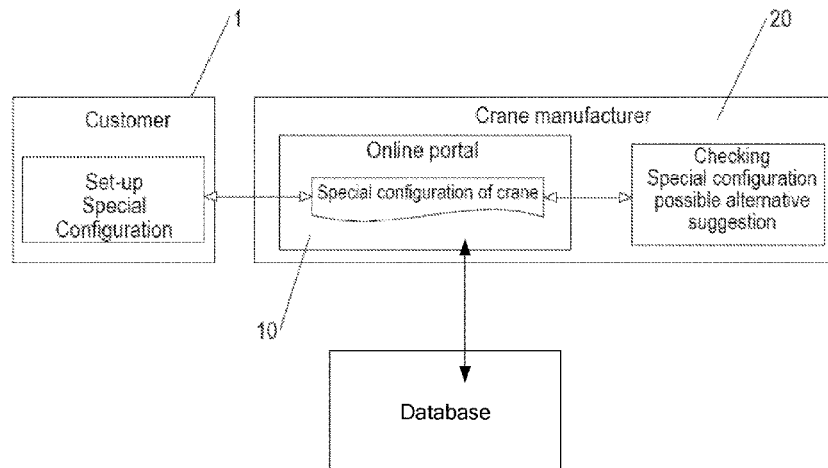 1
20
Customer
Crane manufacturer
Set-up
Special
Configuration
Online portal
Special configuration of crane
Checking
Special configuration
possible alternative
suggestion
10
Database